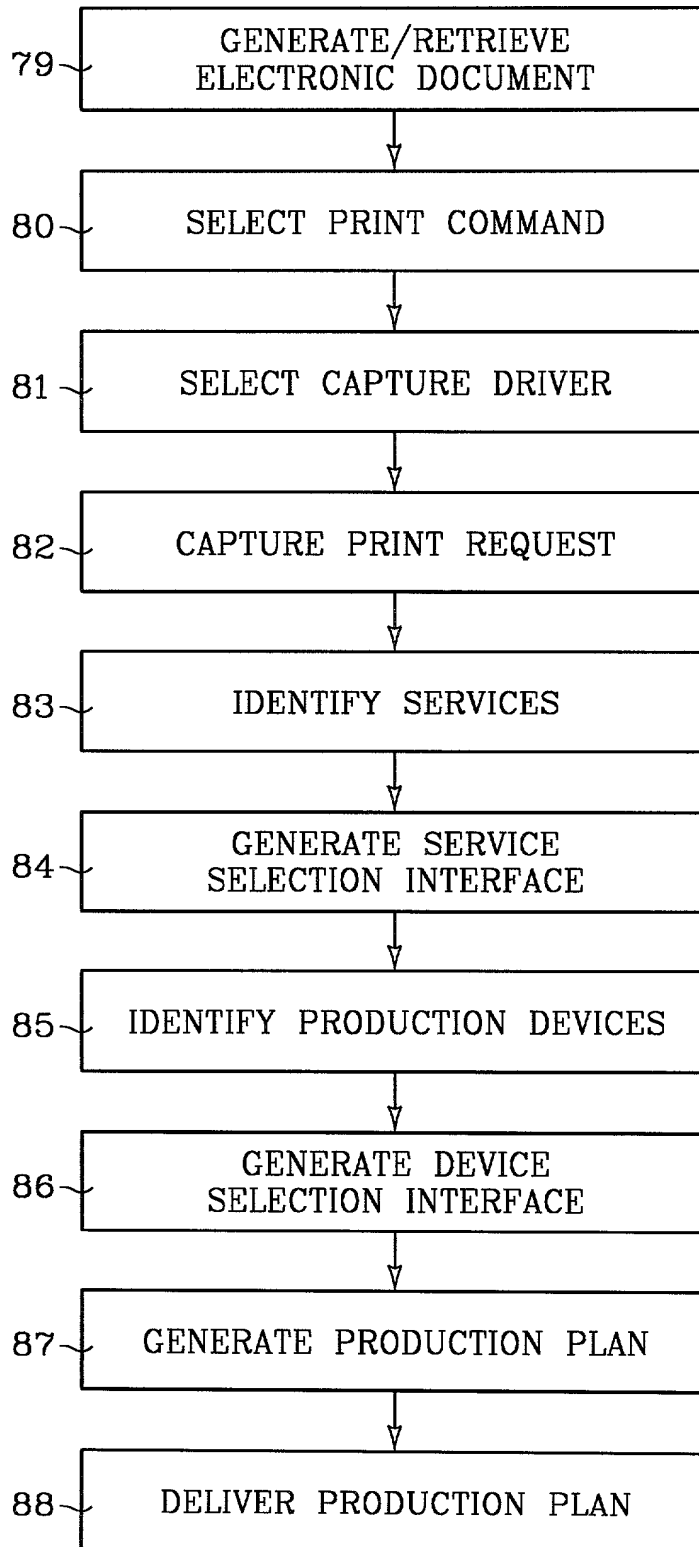 79
GENERATE/RETRIEVE
ELECTRONIC DOCUMENT
80
SELECT PRINT COMMAND
81
SELECT CAPTURE DRIVER
82
CAPTURE PRINT REQUEST
83
IDENTIFY SERVICES
84
GENERATE SERVICE
SELECTION INTERFACE
85
IDENTIFY PRODUCTION DEVICES
86
GENERATE DEVICE
SELECTION INTERFACE
87
GENERATE PRODUCTION PLAN
88
DELIVER PRODUCTION PLAN